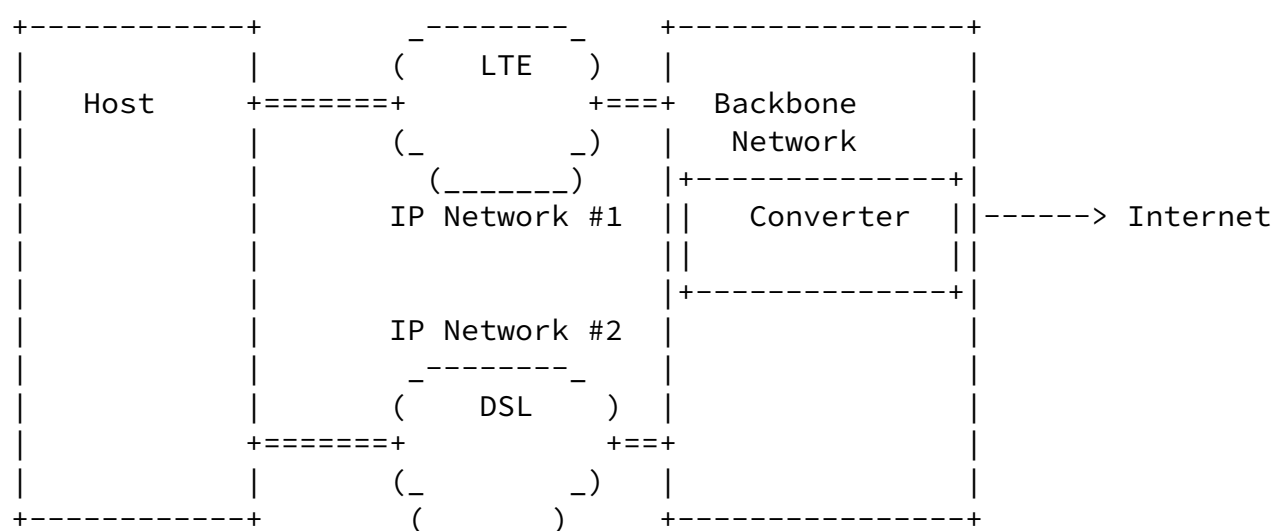 LTE
Host Backbone
Network
IP Network #1 Converter ------> Internet
IP Network #2
DSL